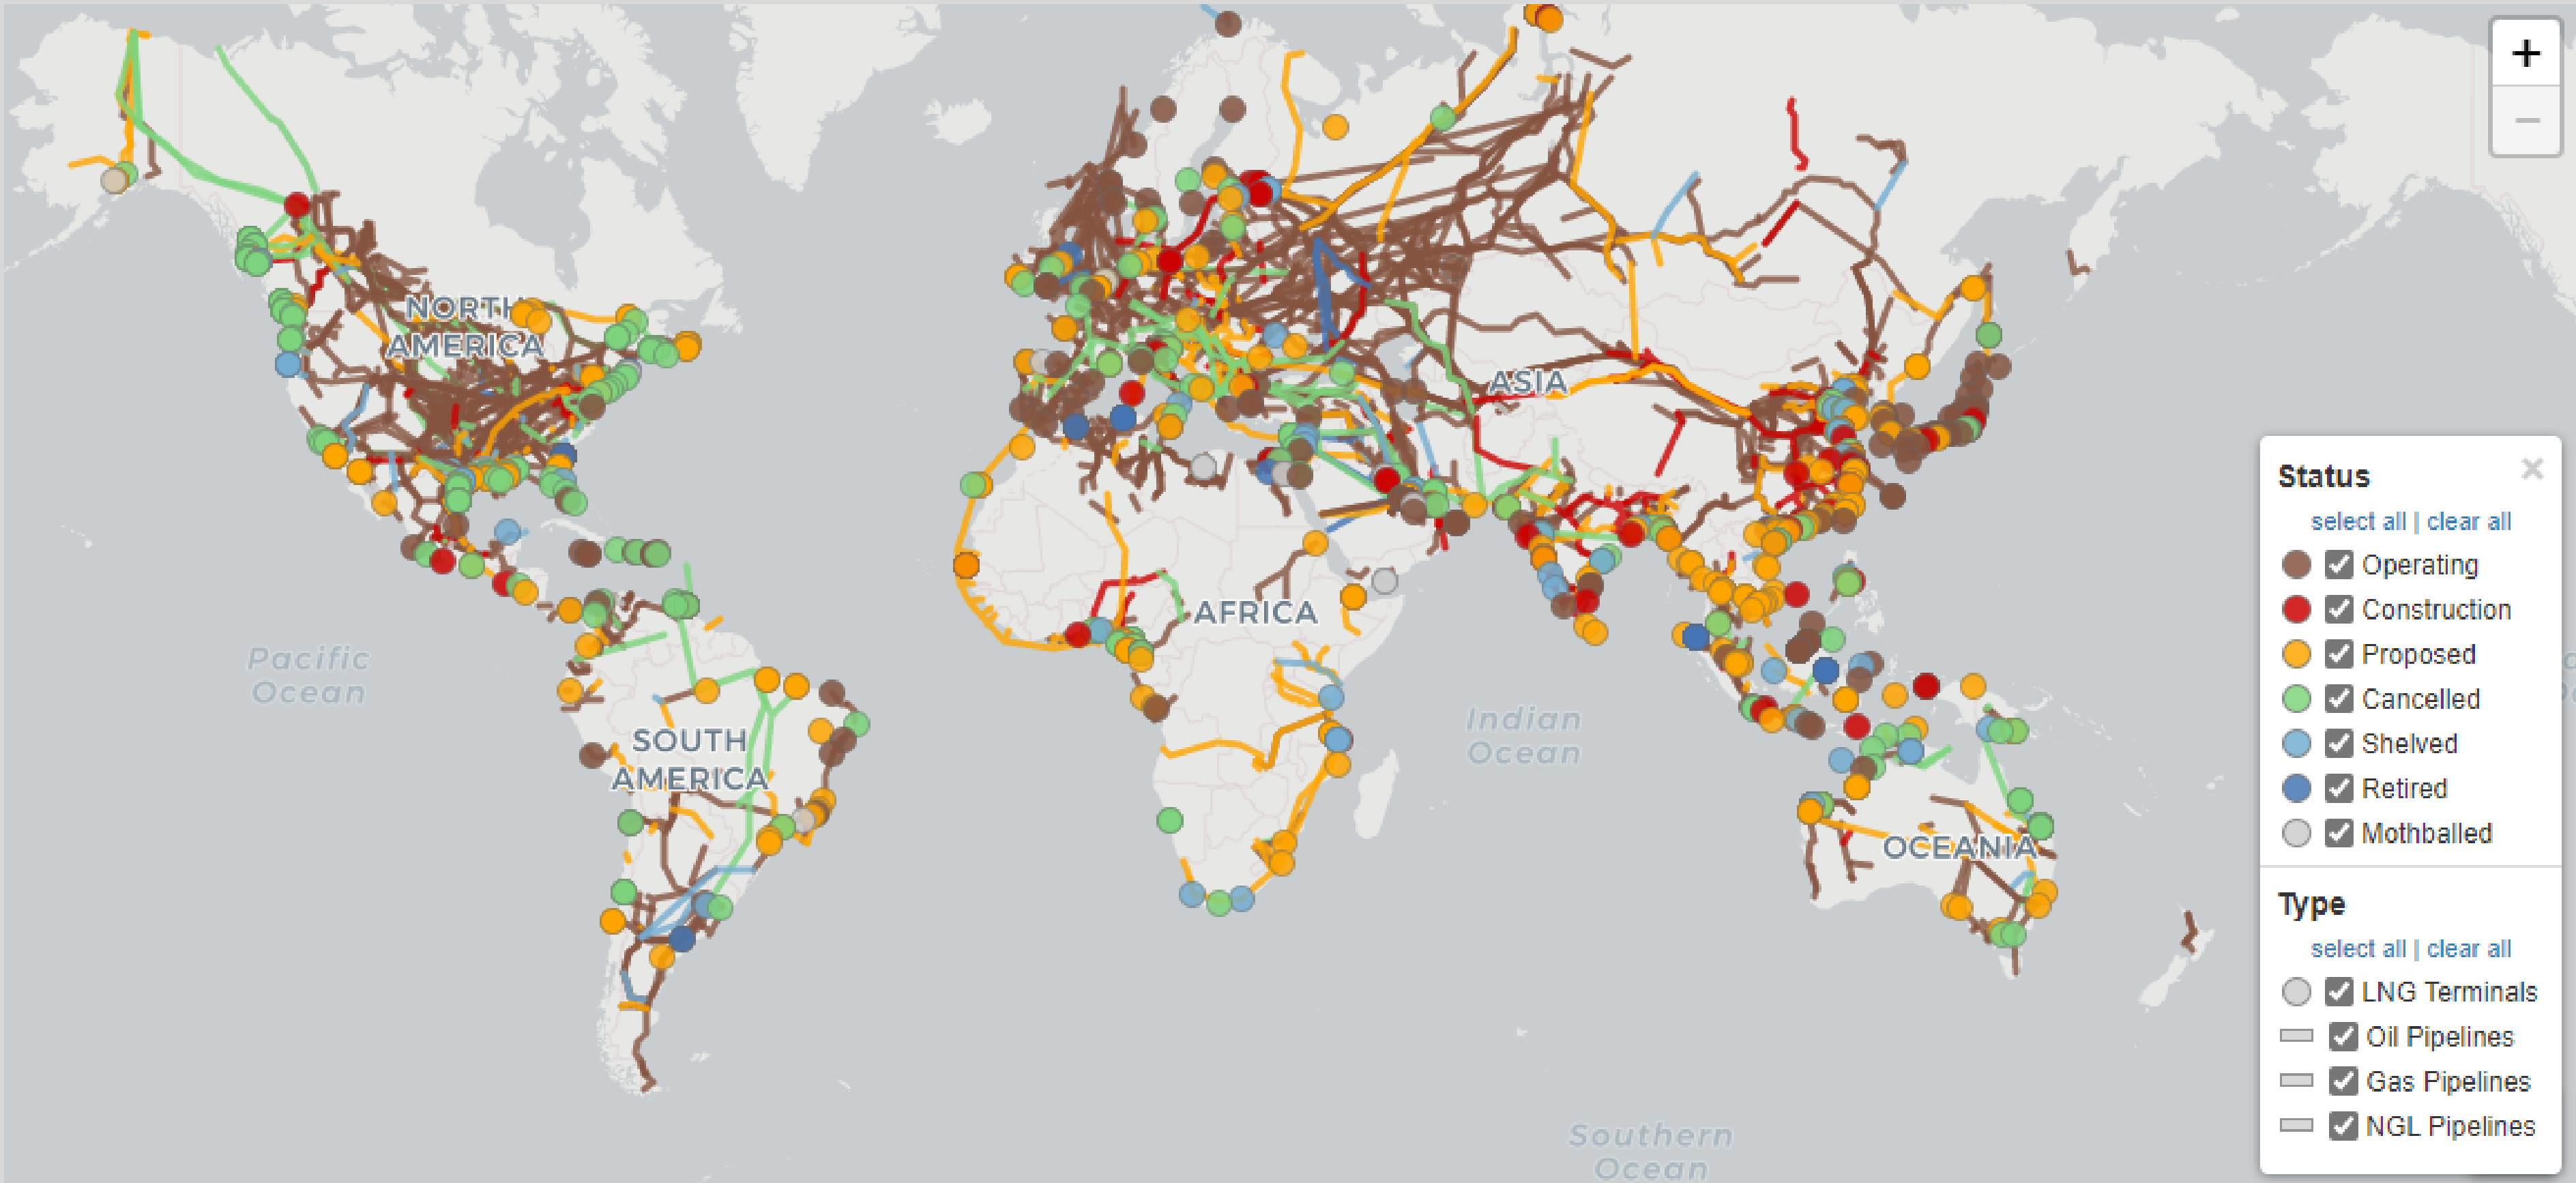 +
−
NORTH
AMERICA
ASIA
AFRICA
Pacific
Ocean
SOUTH
AMERICA
Indian
Ocean
OCEANIA
Southern
Ocean
Status
×
select all | clear all
Operating
Construction
Proposed
Cancelled
Shelved
Retired
Mothballed
Type
select all | clear all
LNG Terminals
Oil Pipelines
Gas Pipelines
NGL Pipelines